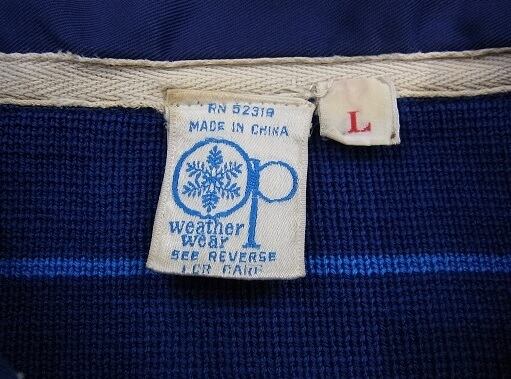 RN 52319
MADE IN CHINA
op
weather
wear
SEE REVERSE
FOR CARE
L